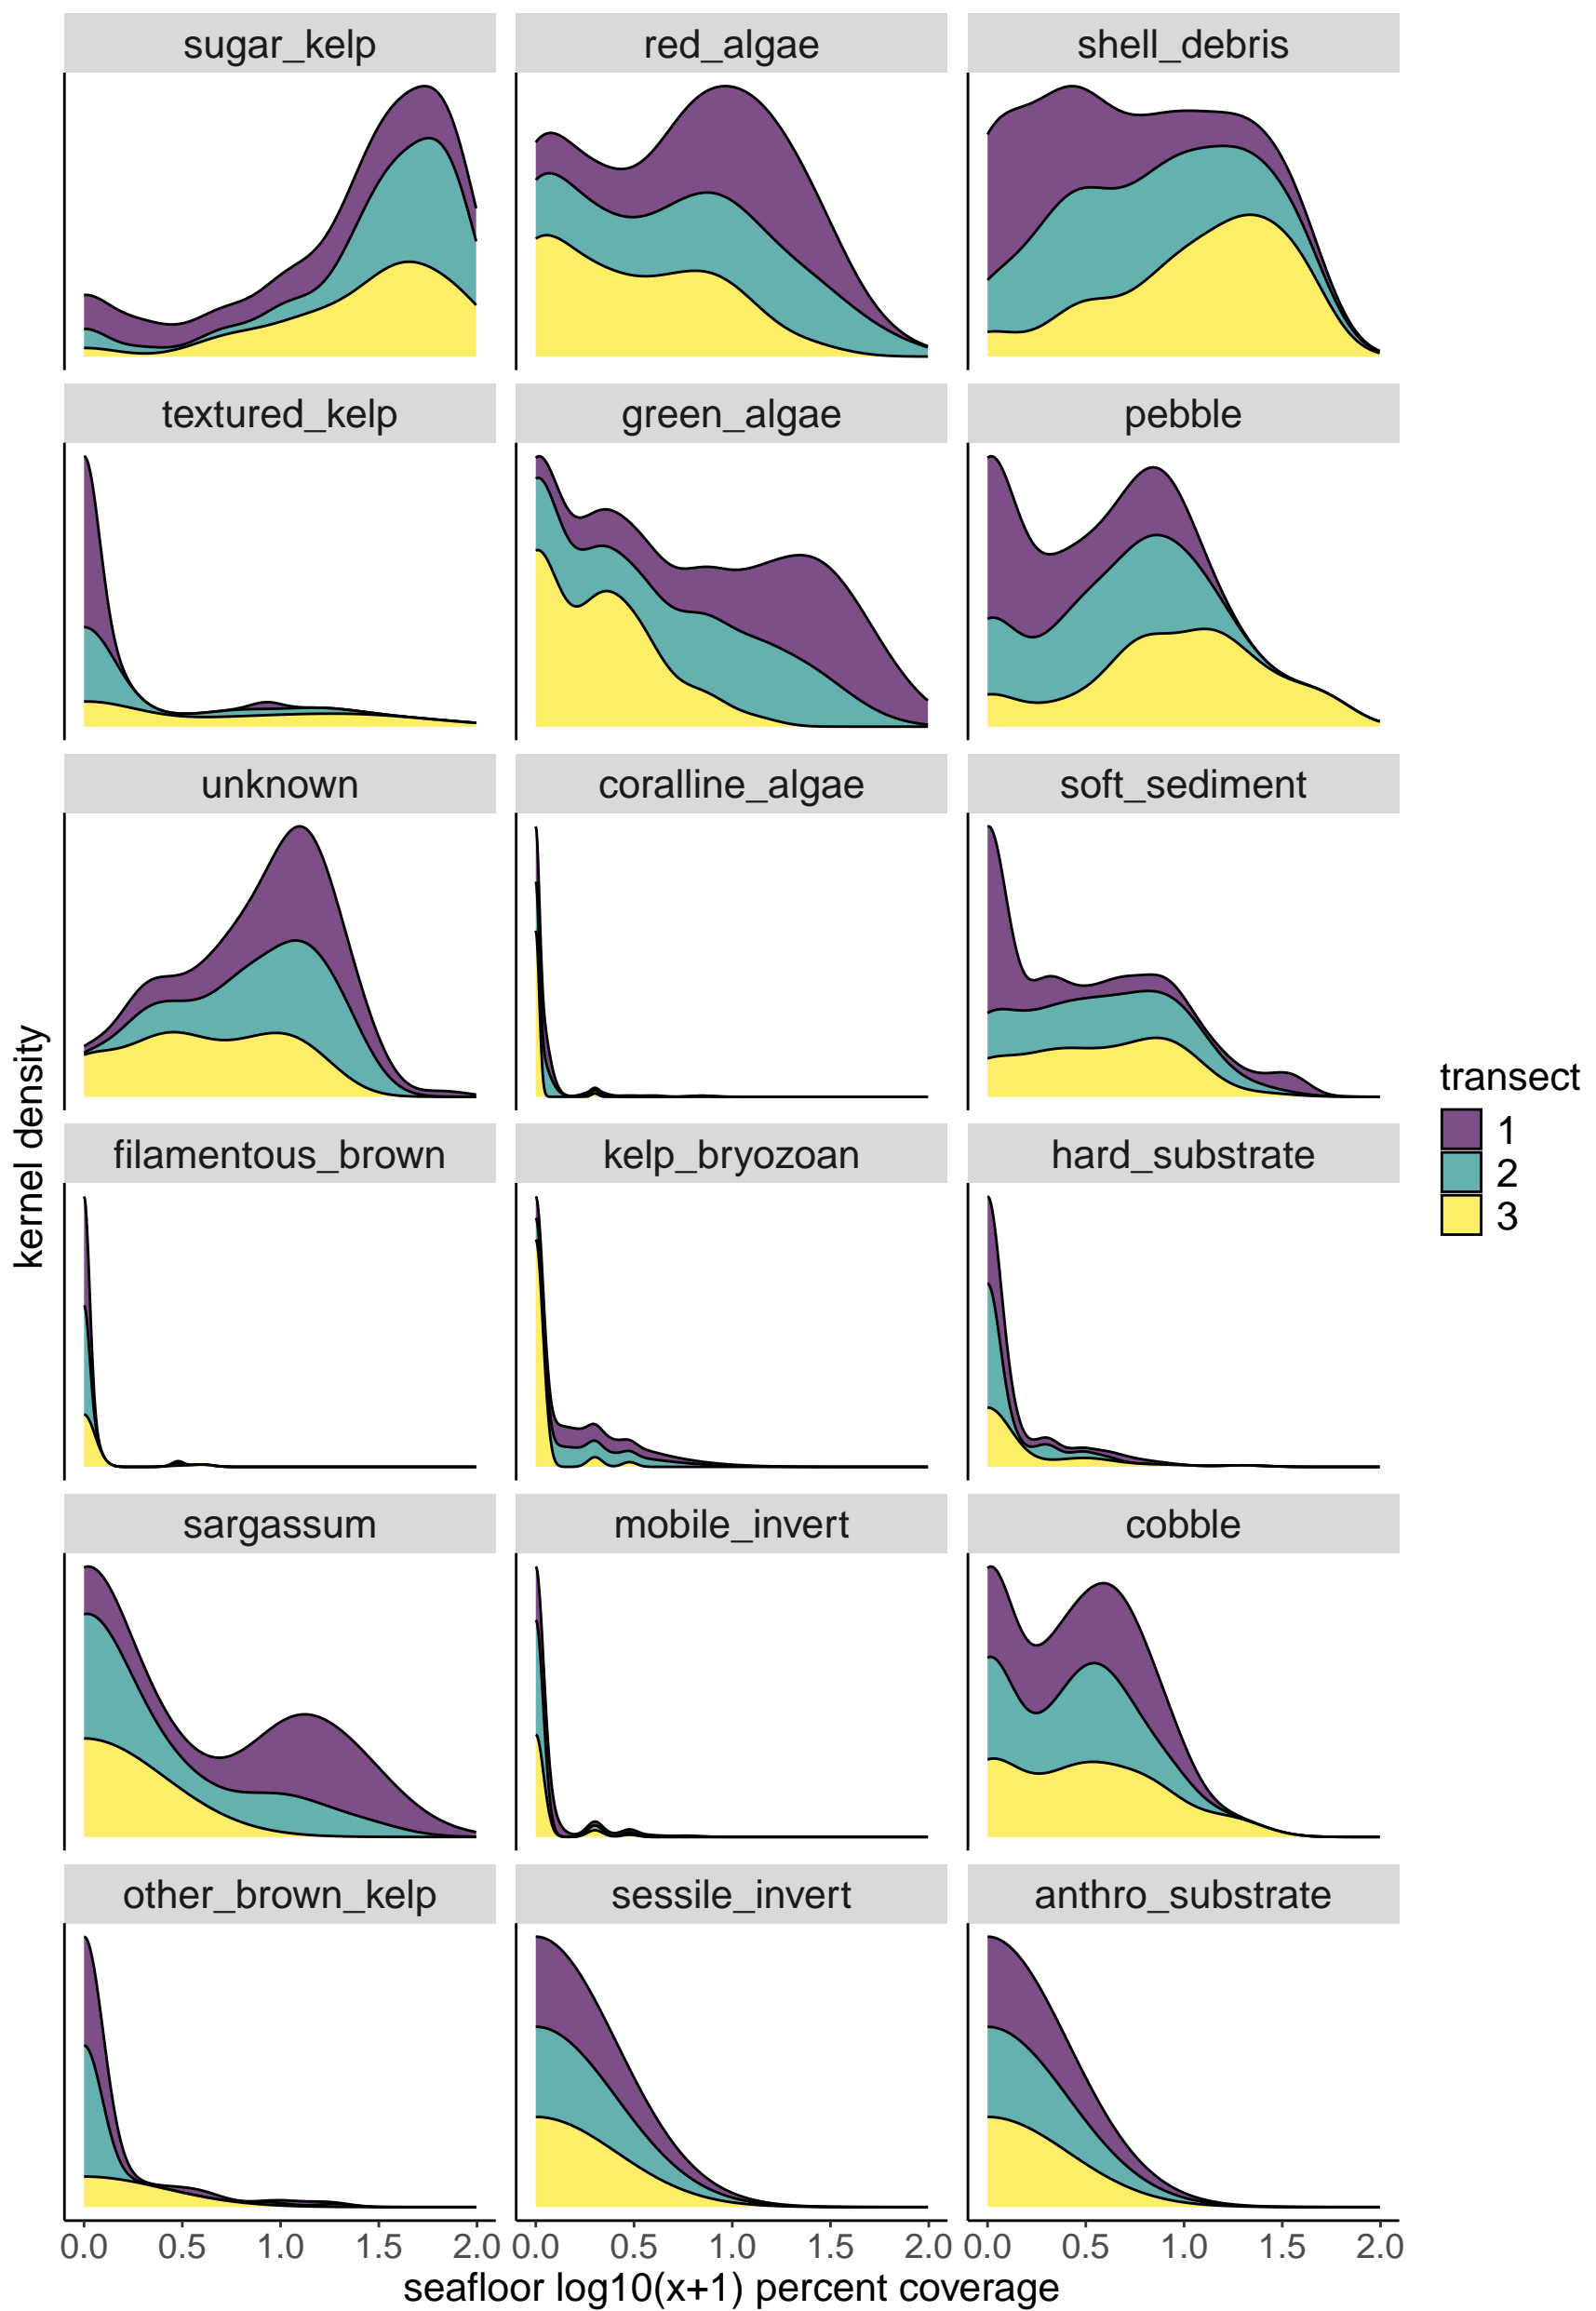 sugar_kelp
red_algae
shell_debris
textured_kelp
green_algae
pebble
unknown
coralline_algae
soft_sediment
filamentous_brown
kelp_bryozoan
hard_substrate
sargassum
mobile_invert
cobble
other_brown_kelp
sessile_invert
anthro_substrate
kernel density
0.0 0.5 1.0 1.5 2.0
0.0 0.5 1.0 1.5 2.0
0.0 0.5 1.0 1.5 2.0
seafloor log10(x+1) percent coverage
transect
1
2
3